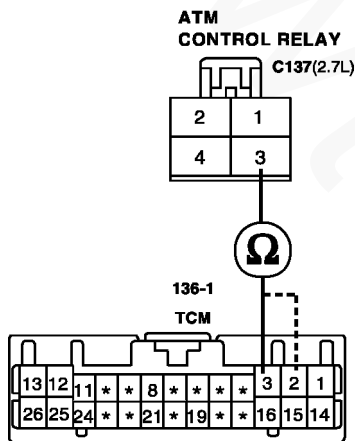 ATM
CONTROL RELAY
C137(2.7L)
2 1
4 3
Ω
136-1
TCM
13 12 11 * * 8 * * * * 3 2 1
26 25 24 * * 21 * 19 * * 16 15 14